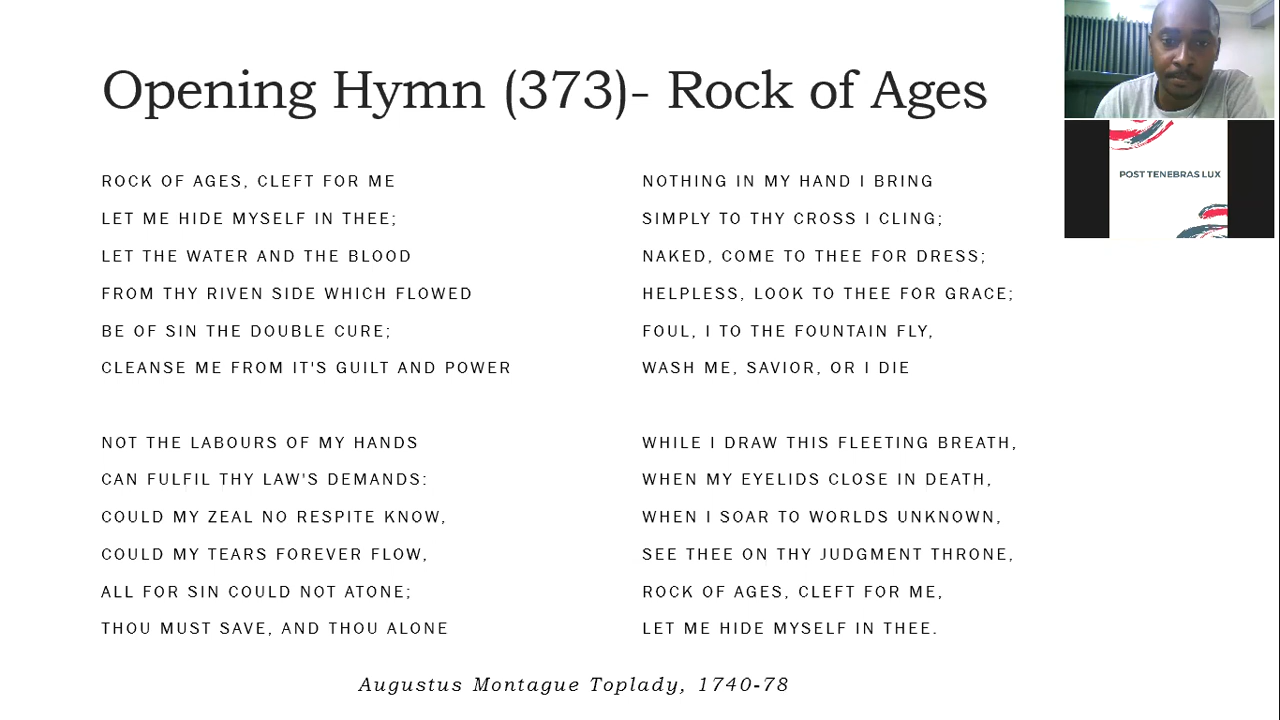 Opening Hymn (373)- Rock of Ages
ROCK OF AGES, CLEFT FOR ME
LET ME HIDE MYSELF IN THEE;
LET THE WATER AND THE BLOOD
FROM THY RIVEN SIDE WHICH FLOWED
BE OF SIN THE DOUBLE CURE;
CLEANSE ME FROM IT'S GUILT AND POWER
NOT THE LABOURS OF MY HANDS
CAN FULFIL THY LAW'S DEMANDS:
COULD MY ZEAL NO RESPITE KNOW,
COULD MY TEARS FOREVER FLOW,
ALL FOR SIN COULD NOT ATONE;
THOU MUST SAVE, AND THOU ALONE
NOTHING IN MY HAND I BRING
SIMPLY TO THY CROSS I CLING;
NAKED, COME TO THEE FOR DRESS;
HELPLESS, LOOK TO THEE FOR GRACE;
FOUL, I TO THE FOUNTAIN FLY,
WASH ME, SAVIOR, OR I DIE
WHILE I DRAW THIS FLEETING BREATH,
WHEN MY EYELIDS CLOSE IN DEATH,
WHEN I SOAR TO WORLDS UNKNOWN,
SEE THEE ON THY JUDGMENT THRONE,
ROCK OF AGES, CLEFT FOR ME,
LET ME HIDE MYSELF IN THEE.
Augustus Montague Toplady, 1740-78
POST TENEBRAS LUX